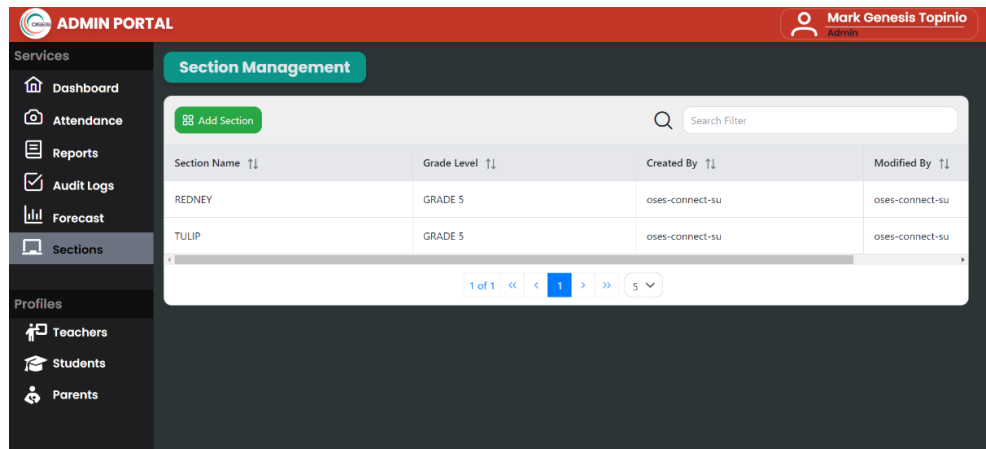 OSES ADMIN PORTAL
Mark Genesis Topinio
Admin
Services
Dashboard
Attendance
Reports
Audit Logs
Forecast
Sections
Profiles
Teachers
Students
Parents
Section Management
Add Section
Search Filter
Section Name Grade Level Created By Modified By
REDNEY GRADE 5 oses-connect-su oses-connect-su
TULIP GRADE 5 oses-connect-su oses-connect-su
1 of 1 « ‹ 1 › » 5